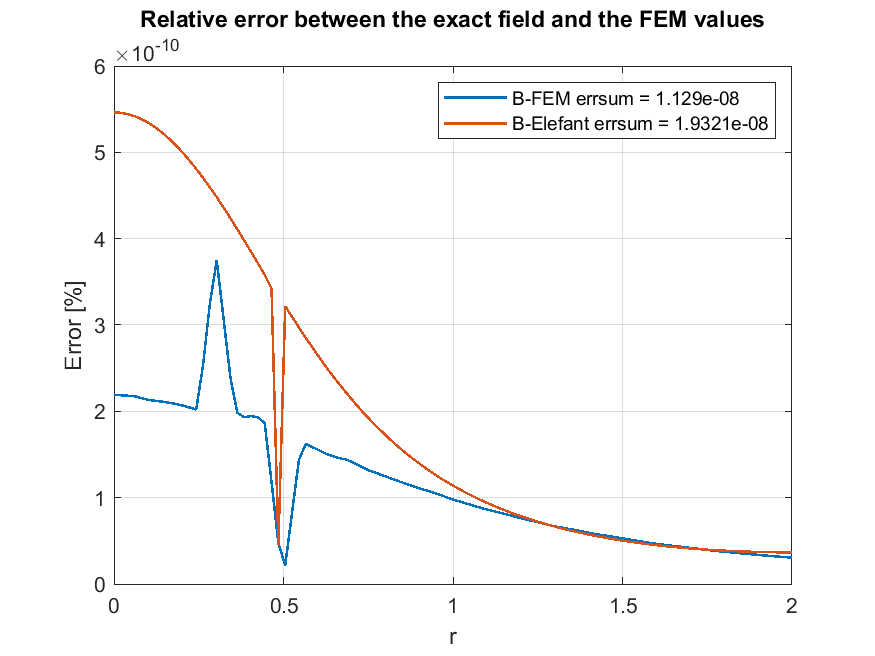 Relative error between the exact field and the FEM values
×10-10
6
5
4
3
2
1
0
Error [%]
B-FEM errsum = 1.129e-08
B-Elefant errsum = 1.9321e-08
0 0.5 1 1.5 2
r